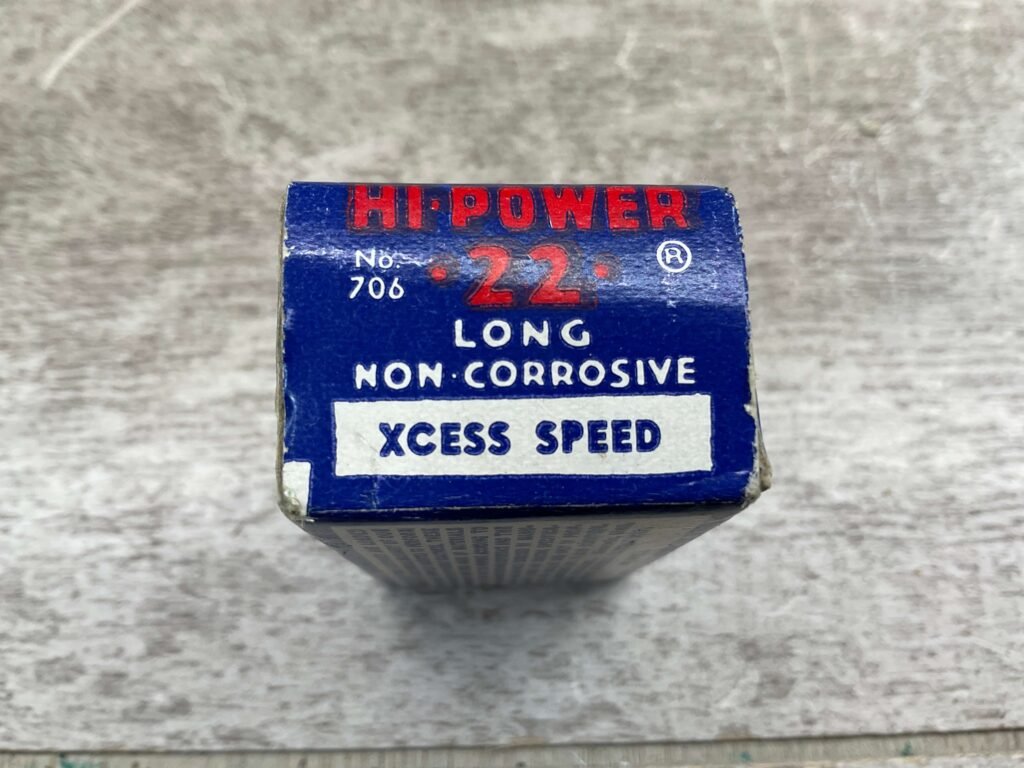 HI·POWER
No. ·22· ®
706
LONG
NON·CORROSIVE
XCESS SPEED